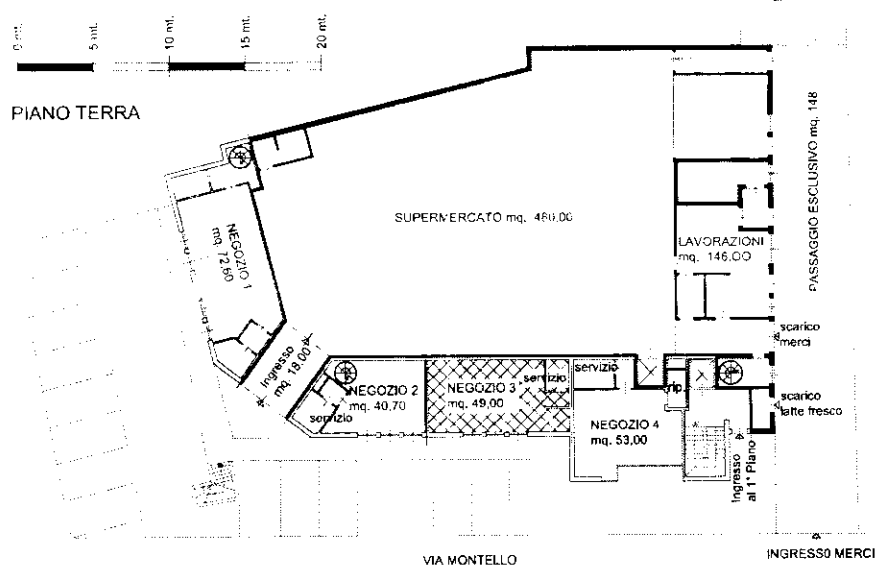 0 mt.
5 mt.
10 mt.
15 mt.
20 mt.
PIANO TERRA
PASSAGGIO ESCLUSIVO mq. 148
SUPERMERCATO mq. 480,00
NEGOZIO 1
mq. 72,60
LAVORAZIONI
mq. 146,00
scarico
merci
Ingresso
mq. 18,00
NEGOZIO 2
mq. 40,70
servizio
NEGOZIO 3
mq. 49,00
servizio
servizio
rip.
NEGOZIO 4
mq. 53,00
scarico
latte fresco
Ingresso
al 1° Piano
VIA MONTELLO
INGRESSO MERCI